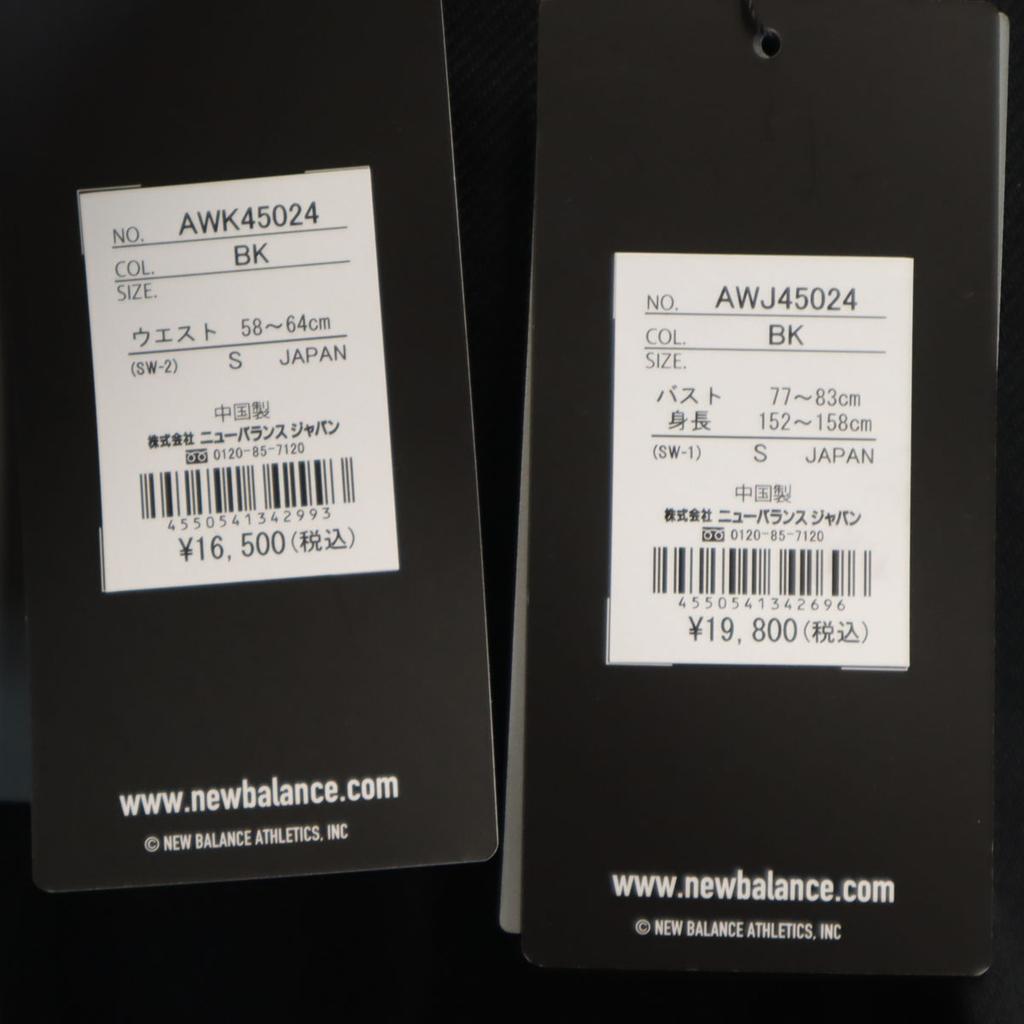 NO. AWK45024
COL. BK
SIZE.
ウエスト 58～64cm
(SW-2) S JAPAN
中国製
株式会社 ニューバランス ジャパン
0120-85-7120
4550541342993
¥16,500(税込)
www.newbalance.com
© NEW BALANCE ATHLETICS, INC
NO. AWJ45024
COL. BK
SIZE.
バスト 77～83cm
身長 152～158cm
(SW-1) S JAPAN
中国製
株式会社 ニューバランス ジャパン
0120-85-7120
4550541342696
¥19,800(税込)
www.newbalance.com
© NEW BALANCE ATHLETICS, INC